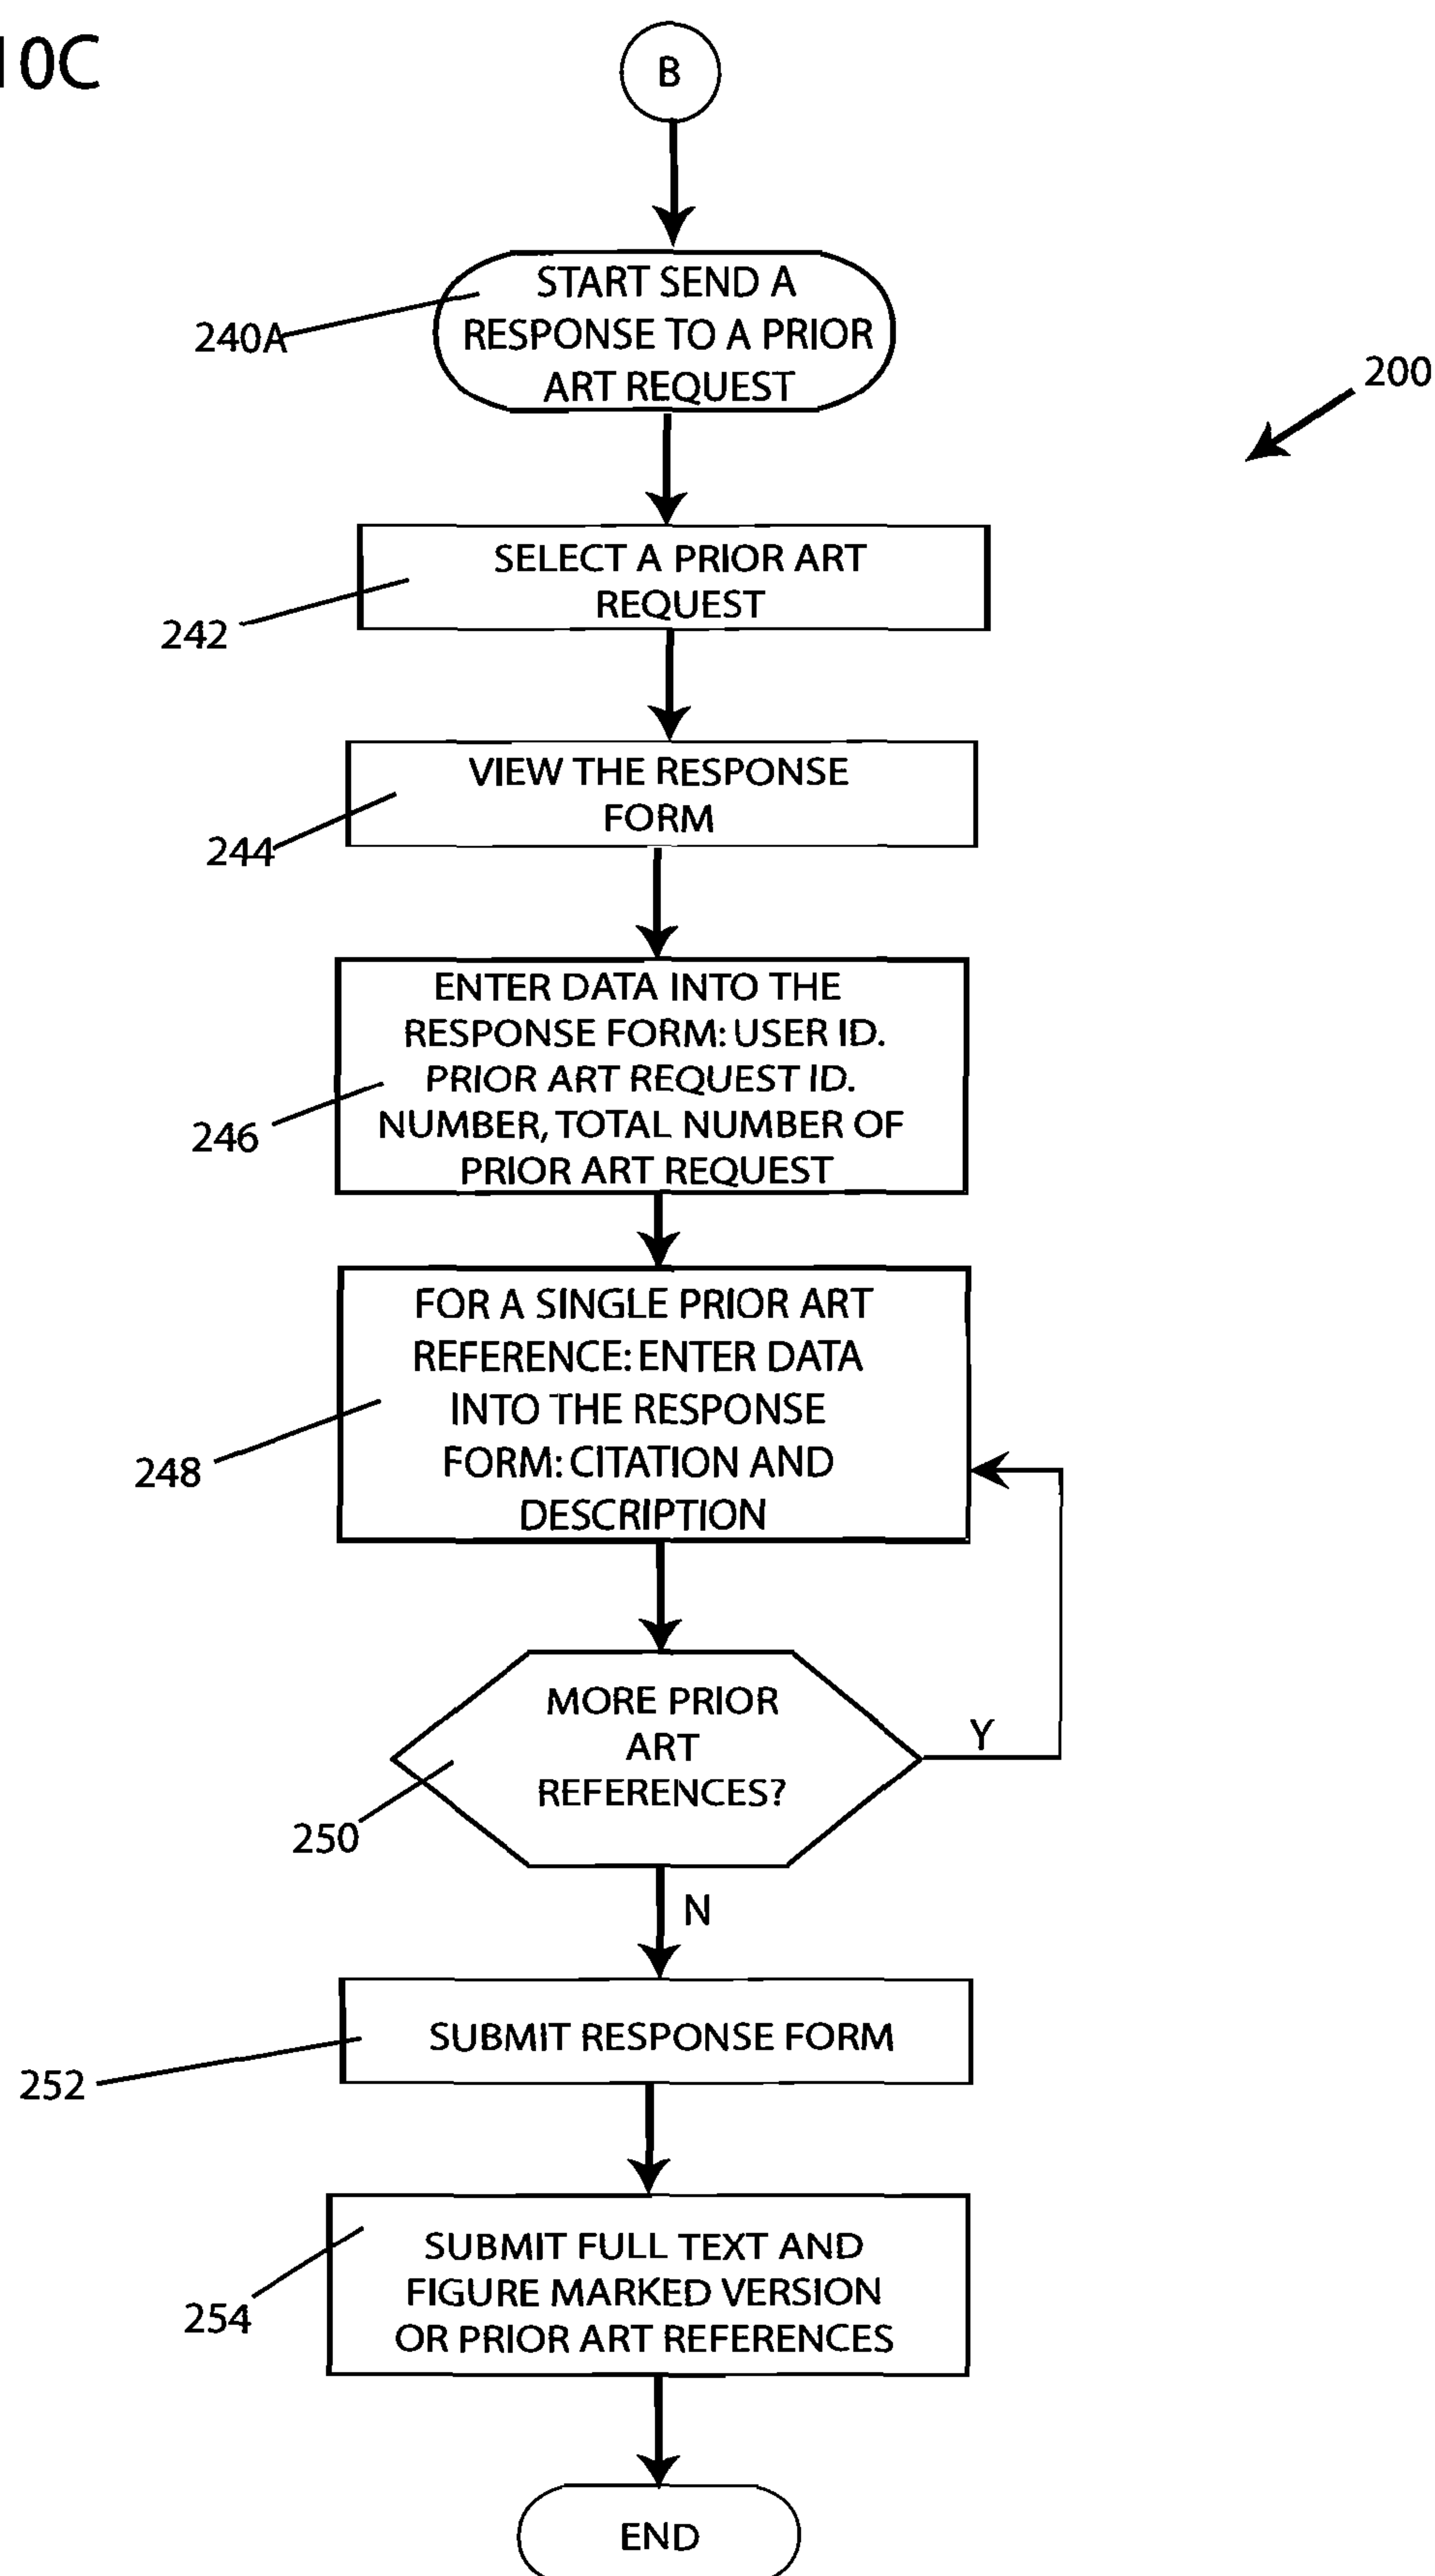 10C
B
START SEND A
RESPONSE TO A PRIOR
ART REQUEST
240A
200
SELECT A PRIOR ART
REQUEST
242
VIEW THE RESPONSE
FORM
244
ENTER DATA INTO THE
RESPONSE FORM: USER ID.
PRIOR ART REQUEST ID.
NUMBER, TOTAL NUMBER OF
PRIOR ART REQUEST
246
FOR A SINGLE PRIOR ART
REFERENCE: ENTER DATA
INTO THE RESPONSE
FORM: CITATION AND
DESCRIPTION
248
MORE PRIOR
ART
REFERENCES?
Y
250
N
SUBMIT RESPONSE FORM
252
SUBMIT FULL TEXT AND
FIGURE MARKED VERSION
OR PRIOR ART REFERENCES
254
END